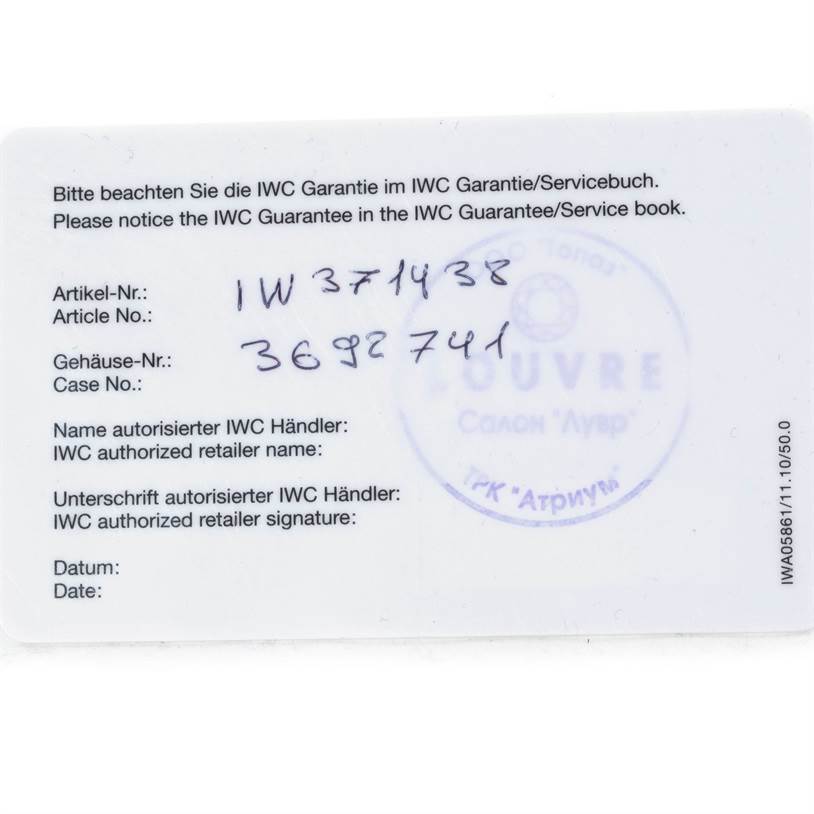 Bitte beachten Sie die IWC Garantie im IWC Garantie/Servicebuch.
Please notice the IWC Guarantee in the IWC Guarantee/Service book.
Artikel-Nr.: IW371438
Article No.:
Gehäuse-Nr.: 3692741
Case No.:
Name autorisierter IWC Händler:
IWC authorized retailer name:
Unterschrift autorisierter IWC Händler:
IWC authorized retailer signature:
Datum:
Date:
ООО "Топаз"
LOUVRE
Салон "Лувр"
ТРК "Атриум"
IWA05861/11.10/50.0